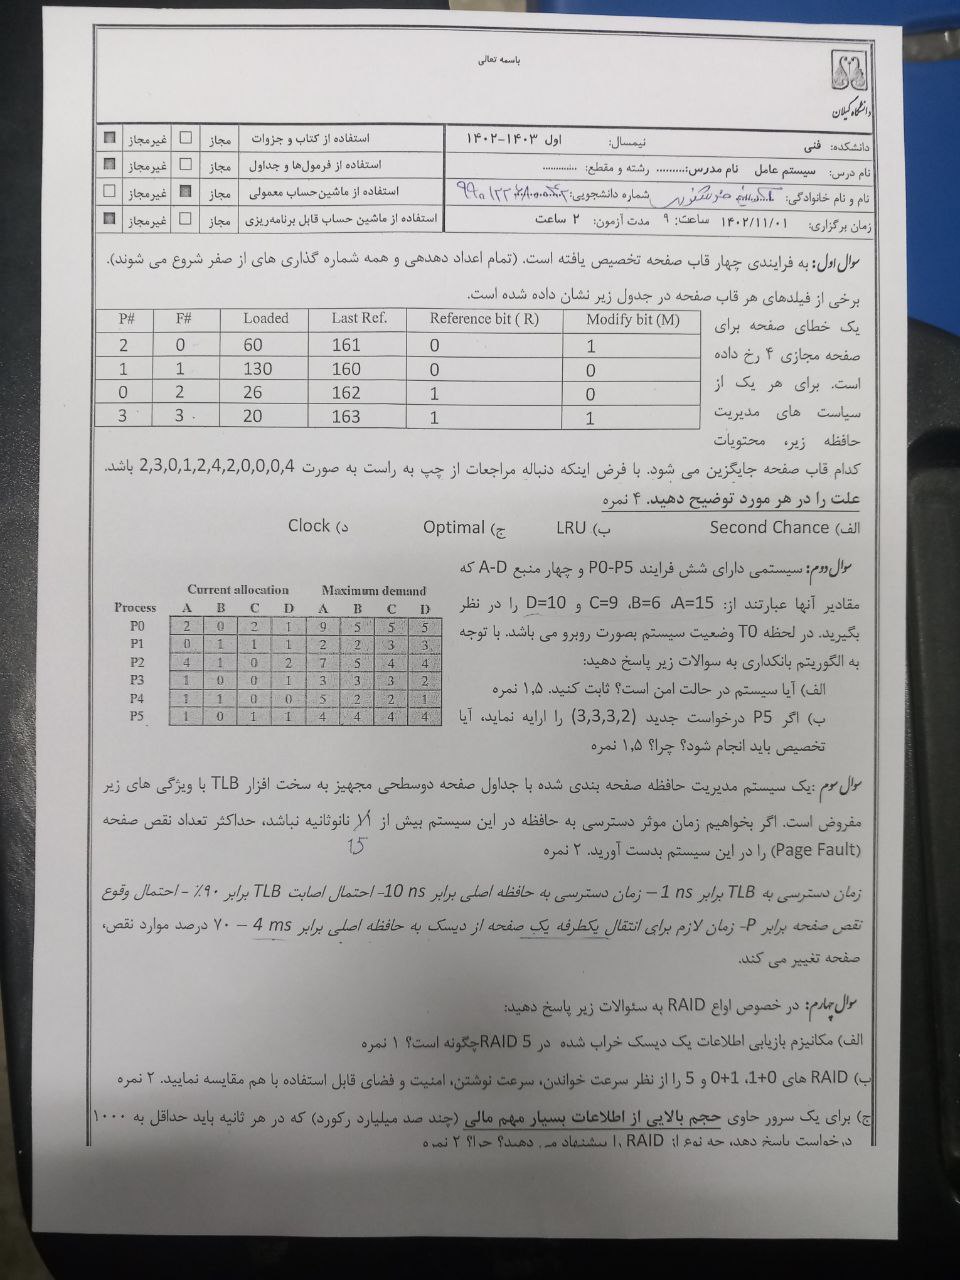 باسمه تعالی
دانشگاه گیلان
دانشکده: فنی نیمسال: اول ۱۴۰۳-۱۴۰۲ استفاده از کتاب و جزوات مجاز غیرمجاز
نام درس: سیستم عامل نام مدرس:.......... رشته و مقطع: ............. استفاده از فرمول‌ها و جداول مجاز غیرمجاز
نام و نام خانوادگی: شماره دانشجویی: استفاده از ماشین‌حساب معمولی مجاز غیرمجاز
زمان برگزاری: ۱۴۰۲/۱۱/۰۱ ساعت: ۹ مدت آزمون: ۲ ساعت استفاده از ماشین حساب قابل برنامه‌ریزی مجاز غیرمجاز
سوال اول: به فرایندی چهار قاب صفحه تخصیص یافته است. (تمام اعداد دهدهی و همه شماره گذاری های از صفر شروع می شوند).
برخی از فیلدهای هر قاب صفحه در جدول زیر نشان داده شده است.
P# F# Loaded Last Ref. Reference bit ( R) Modify bit (M)
2 0 60 161 0 1
1 1 130 160 0 0
0 2 26 162 1 0
3 3 20 163 1 1
یک خطای صفحه برای
صفحه مجازی ۴ رخ داده
است. برای هر یک از
سیاست های مدیریت
حافظه زیر، محتویات
کدام قاب صفحه جایگزین می شود. با فرض اینکه دنباله مراجعات از چپ به راست به صورت 2,3,0,1,2,4,2,0,0,0,4 باشد.
علت را در هر مورد توضیح دهید. ۴ نمره
الف) Second Chance ب) LRU ج) Optimal د) Clock
سوال دوم: سیستمی دارای شش فرایند P0-P5 و چهار منبع A-D که
مقادیر آنها عبارتند از: A=15، B=6، C=9 و D=10 را در نظر
بگیرید. در لحظه T0 وضعیت سیستم بصورت روبرو می باشد. با توجه
به الگوریتم بانکداری به سوالات زیر پاسخ دهید:
الف) آیا سیستم در حالت امن است؟ ثابت کنید. ۱,۵ نمره
ب) اگر P5 درخواست جدید (3,3,3,2) را ارایه نماید، آیا
تخصیص باید انجام شود؟ چرا؟ ۱,۵ نمره
Current allocation Maximum demand
Process A B C D A B C D
P0 2 0 2 1 9 5 5 5
P1 0 1 1 1 2 2 3 3
P2 4 1 0 2 7 5 4 4
P3 1 0 0 1 3 3 3 2
P4 1 1 0 0 5 2 2 1
P5 1 0 1 1 4 4 4 4
سوال سوم :یک سیستم مدیریت حافظه صفحه بندی شده با جداول صفحه دوسطحی مجهیز به سخت افزار TLB با ویژگی های زیر
مفروض است. اگر بخواهیم زمان موثر دسترسی به حافظه در این سیستم بیش از نانوثانیه نباشد، حداکثر تعداد نقص صفحه
15
(Page Fault) را در این سیستم بدست آورید. ۲ نمره
زمان دسترسی به TLB برابر 1 ns – زمان دسترسی به حافظه اصلی برابر 10 ns- احتمال اصابت TLB برابر ۹۰٪ - احتمال وقوع
نقص صفحه برابر P- زمان لازم برای انتقال یکطرفه یک صفحه از دیسک به حافظه اصلی برابر 4 ms – ۷۰ درصد موارد نقص،
صفحه تغییر می کند.
سوال چهارم: در خصوص اواع RAID به سئوالات زیر پاسخ دهید:
الف) مکانیزم بازیابی اطلاعات یک دیسک خراب شده در RAID 5چگونه است؟ ۱ نمره
ب) RAID های 0+1، 1+0 و 5 را از نظر سرعت خواندن، سرعت نوشتن، امنیت و فضای قابل استفاده با هم مقایسه نمایید. ۲ نمره
ج) برای یک سرور حاوی حجم بالایی از اطلاعات بسیار مهم مالی (چند صد میلیارد رکورد) که در هر ثانیه باید حداقل به ۱۰۰۰
درخواست پاسخ دهد، چه نوع از RAID را پیشنهاد می دهید؟ چرا؟ ۲ نمره